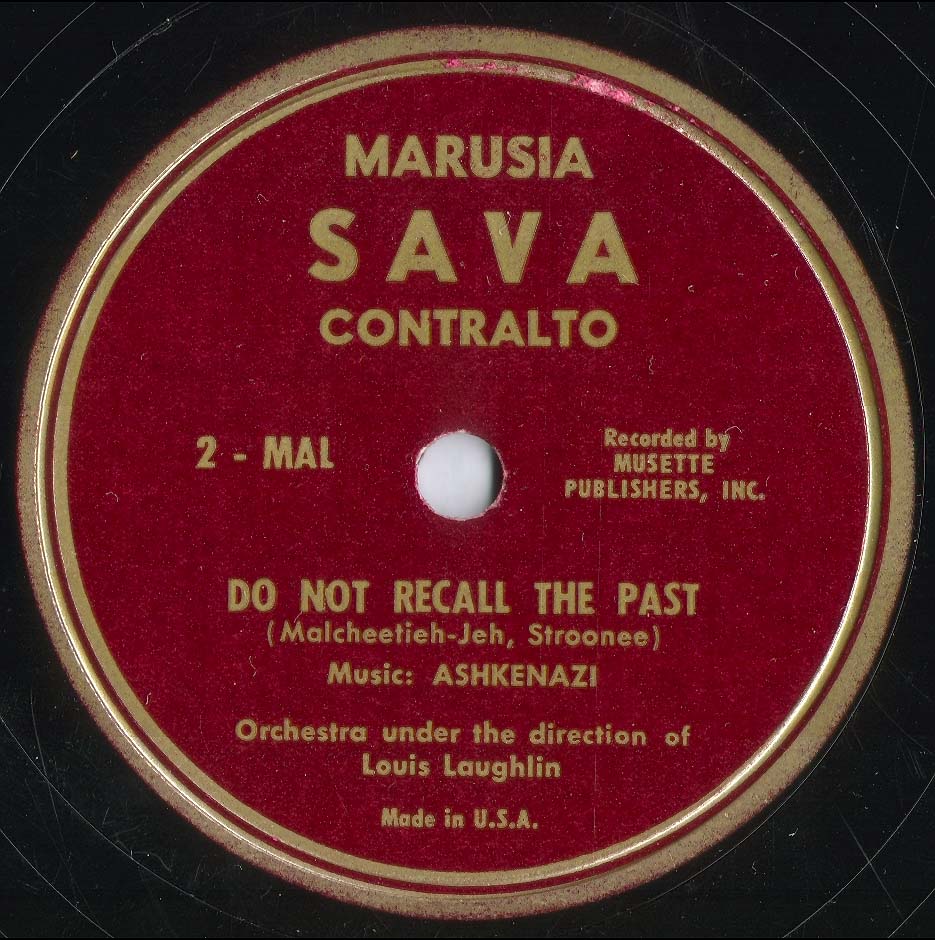 MARUSIA
SAVA
CONTRALTO
2 - MAL
Recorded by
MUSETTE
PUBLISHERS, INC.
DO NOT RECALL THE PAST
(Malcheetieh-Jeh, Stroonee)
Music: ASHKENAZI
Orchestra under the direction of
Louis Laughlin
Made in U.S.A.